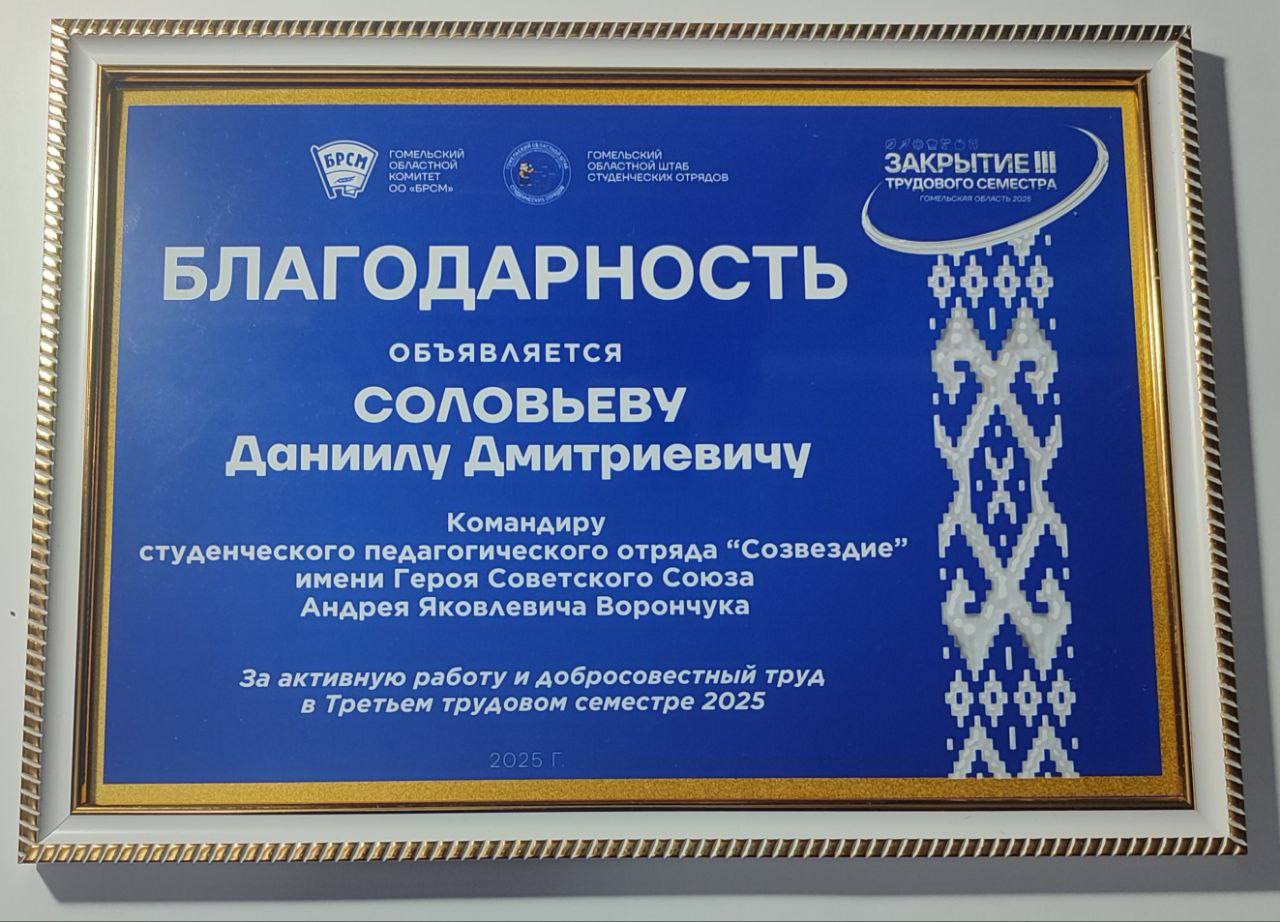 БРСМ
ГОМЕЛЬСКИЙ
ОБЛАСТНОЙ
КОМИТЕТ
ОО «БРСМ»
ГОМЕЛЬСКИЙ
ОБЛАСТНОЙ ШТАБ
СТУДЕНЧЕСКИХ ОТРЯДОВ
ЗАКРЫТИЕ III
ТРУДОВОГО СЕМЕСТРА
ГОМЕЛЬСКАЯ ОБЛАСТЬ 2025
БЛАГОДАРНОСТЬ
ОБЪЯВЛЯЕТСЯ
СОЛОВЬЕВУ
Даниилу Дмитриевичу
Командиру
студенческого педагогического отряда “Созвездие”
имени Героя Советского Союза
Андрея Яковлевича Ворончука
За активную работу и добросовестный труд
в Третьем трудовом семестре 2025
2025 Г.